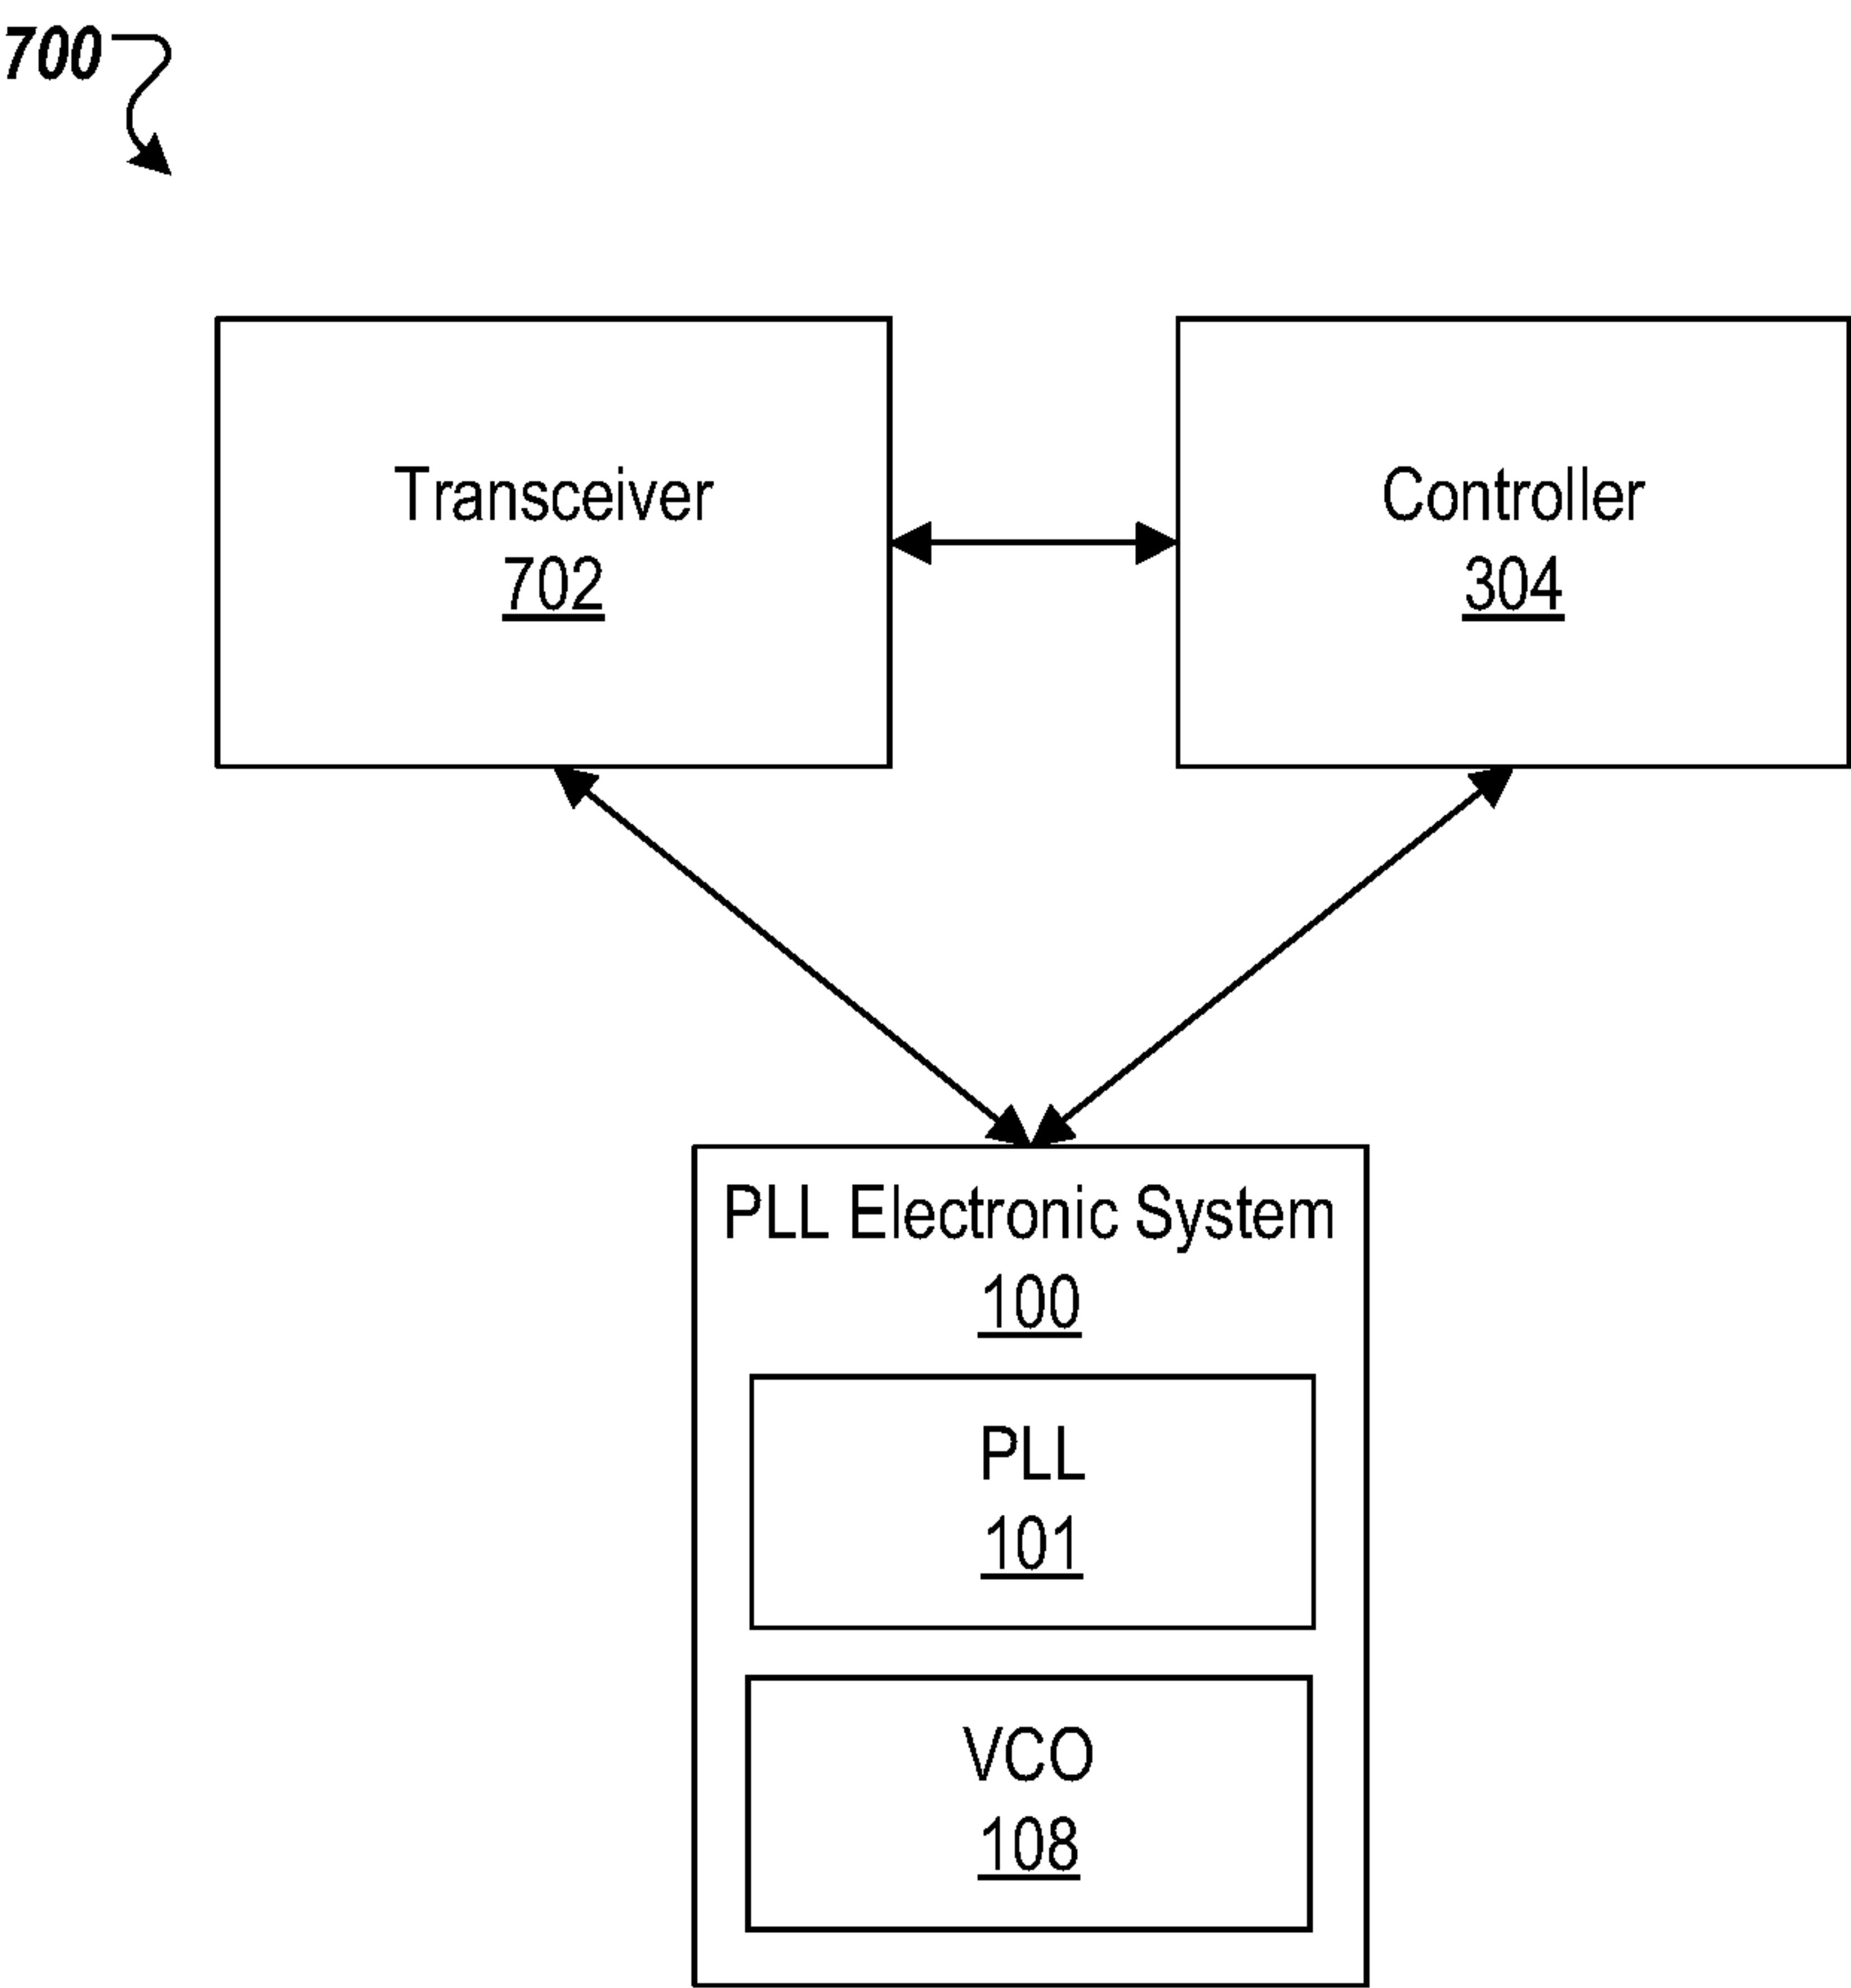 700
Transceiver
702
Controller
304
PLL Electronic System
100
PLL
101
VCO
108